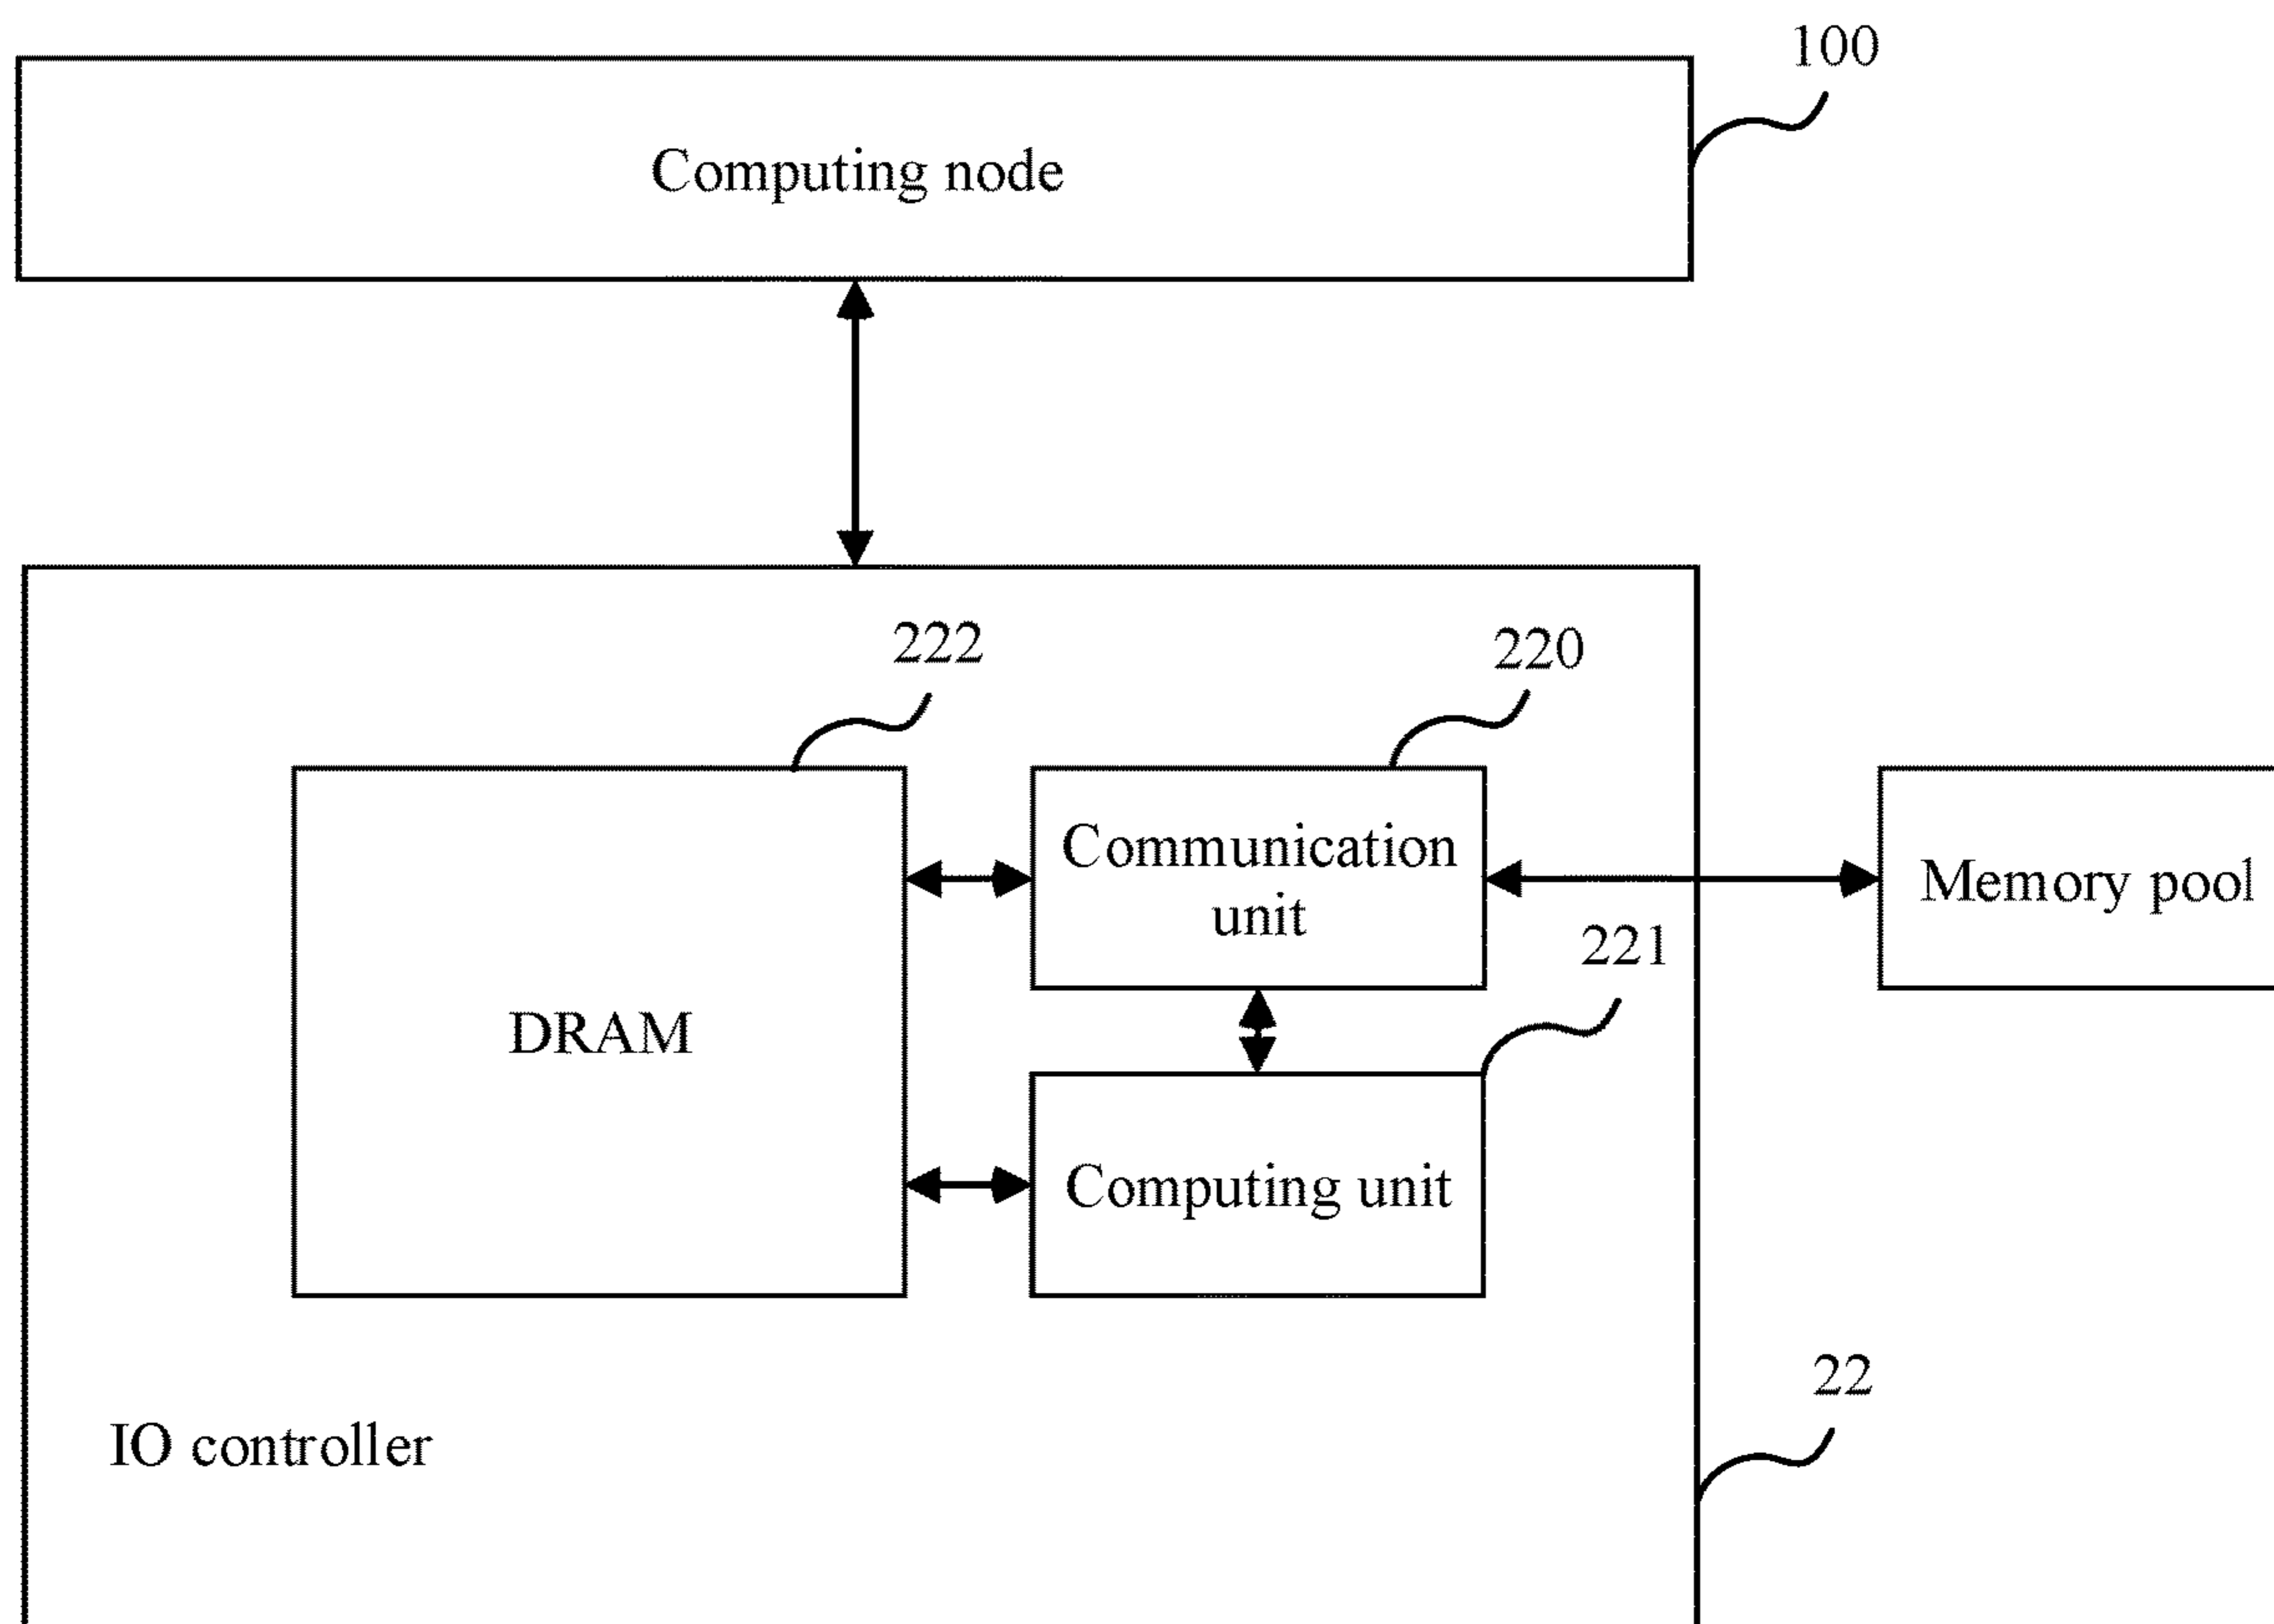 100
Computing node
222
220
Communication
unit
Memory pool
221
DRAM
Computing unit
22
IO controller